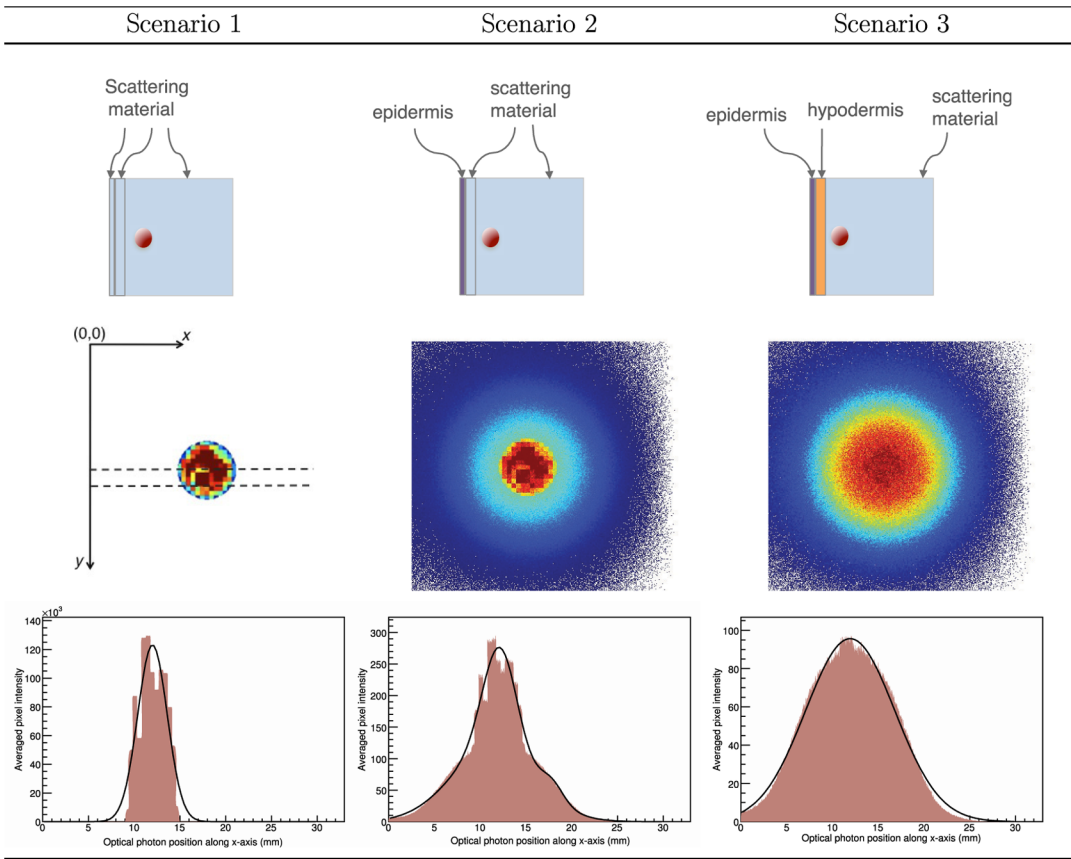 Scenario 1 Scenario 2 Scenario 3
Scattering
material
epidermis
scattering
material
epidermis
hypodermis
scattering
material
(0,0)
x
y
×10³
140
120
100
80
60
40
20
0
Averaged pixel intensity
0 5 10 15 20 25 30
Optical photon position along x-axis (mm)
300
250
200
150
100
50
0
Averaged pixel intensity
0 5 10 15 20 25 30
Optical photon position along x-axis (mm)
100
80
60
40
20
0
Averaged pixel intensity
0 5 10 15 20 25 30
Optical photon position along x-axis (mm)